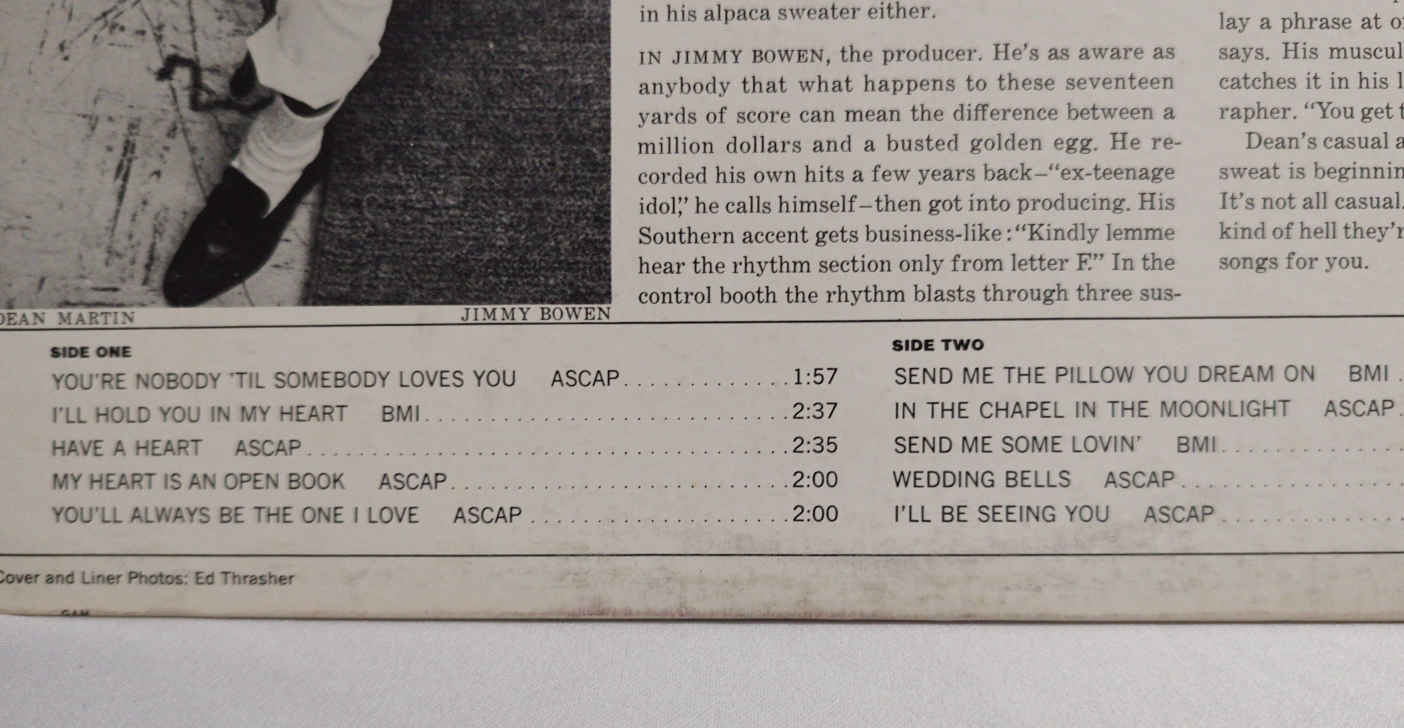 in his alpaca sweater either.
IN JIMMY BOWEN, the producer. He's as aware as
anybody that what happens to these seventeen
yards of score can mean the difference between a
million dollars and a busted golden egg. He re-
corded his own hits a few years back—“ex-teenage
idol,” he calls himself—then got into producing. His
Southern accent gets business-like: “Kindly lemme
hear the rhythm section only from letter F.” In the
control booth the rhythm blasts through three sus-
lay a phrase at
says. His
catches it in his
rapher. “You get
Dean's casual
sweat is
It's not all casual.
kind of hell
songs for you.
DEAN MARTIN
JIMMY BOWEN
SIDE ONE
YOU'RE NOBODY 'TIL SOMEBODY LOVES YOU ASCAP.............1:57
I'LL HOLD YOU IN MY HEART BMI............................2:37
HAVE A HEART ASCAP.....................................2:35
MY HEART IS AN OPEN BOOK ASCAP..........................2:00
YOU'LL ALWAYS BE THE ONE I LOVE ASCAP....................2:00
SIDE TWO
SEND ME THE PILLOW YOU DREAM ON BMI.
IN THE CHAPEL IN THE MOONLIGHT ASCAP.
SEND ME SOME LOVIN' BMI..............
WEDDING BELLS ASCAP.................
I'LL BE SEEING YOU ASCAP..............
Cover and Liner Photos: Ed Thrasher